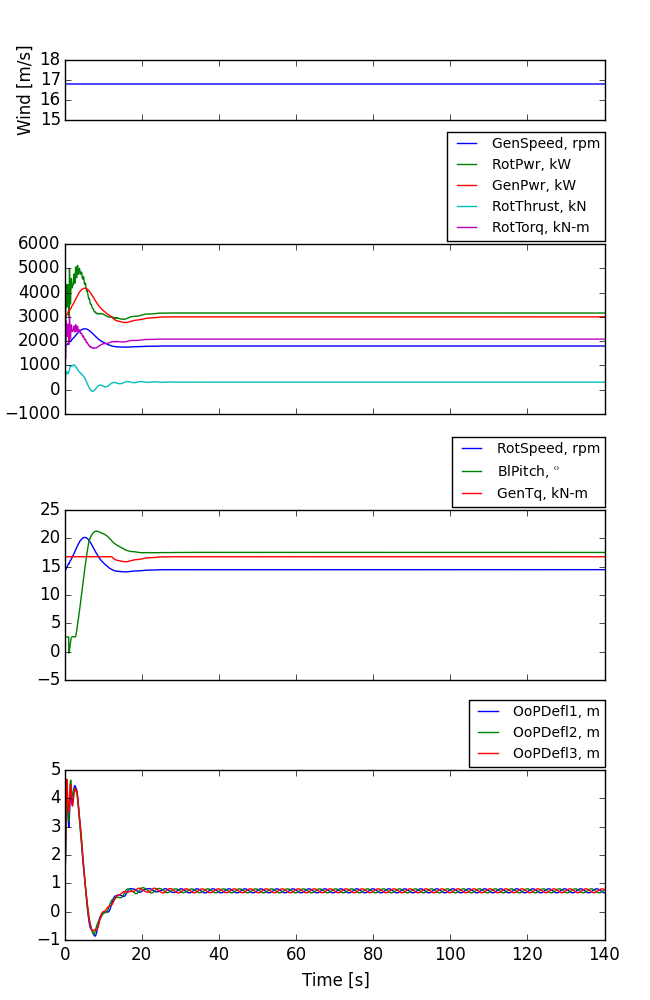 Wind [m/s]
18
17
16
15
GenSpeed, rpm
RotPwr, kW
GenPwr, kW
RotThrust, kN
RotTorq, kN-m
6000
5000
4000
3000
2000
1000
0
−1000
RotSpeed, rpm
BlPitch, °
GenTq, kN-m
25
20
15
10
5
0
−5
OoPDefl1, m
OoPDefl2, m
OoPDefl3, m
5
4
3
2
1
0
−1
0 20 40 60 80 100 120 140
Time [s]